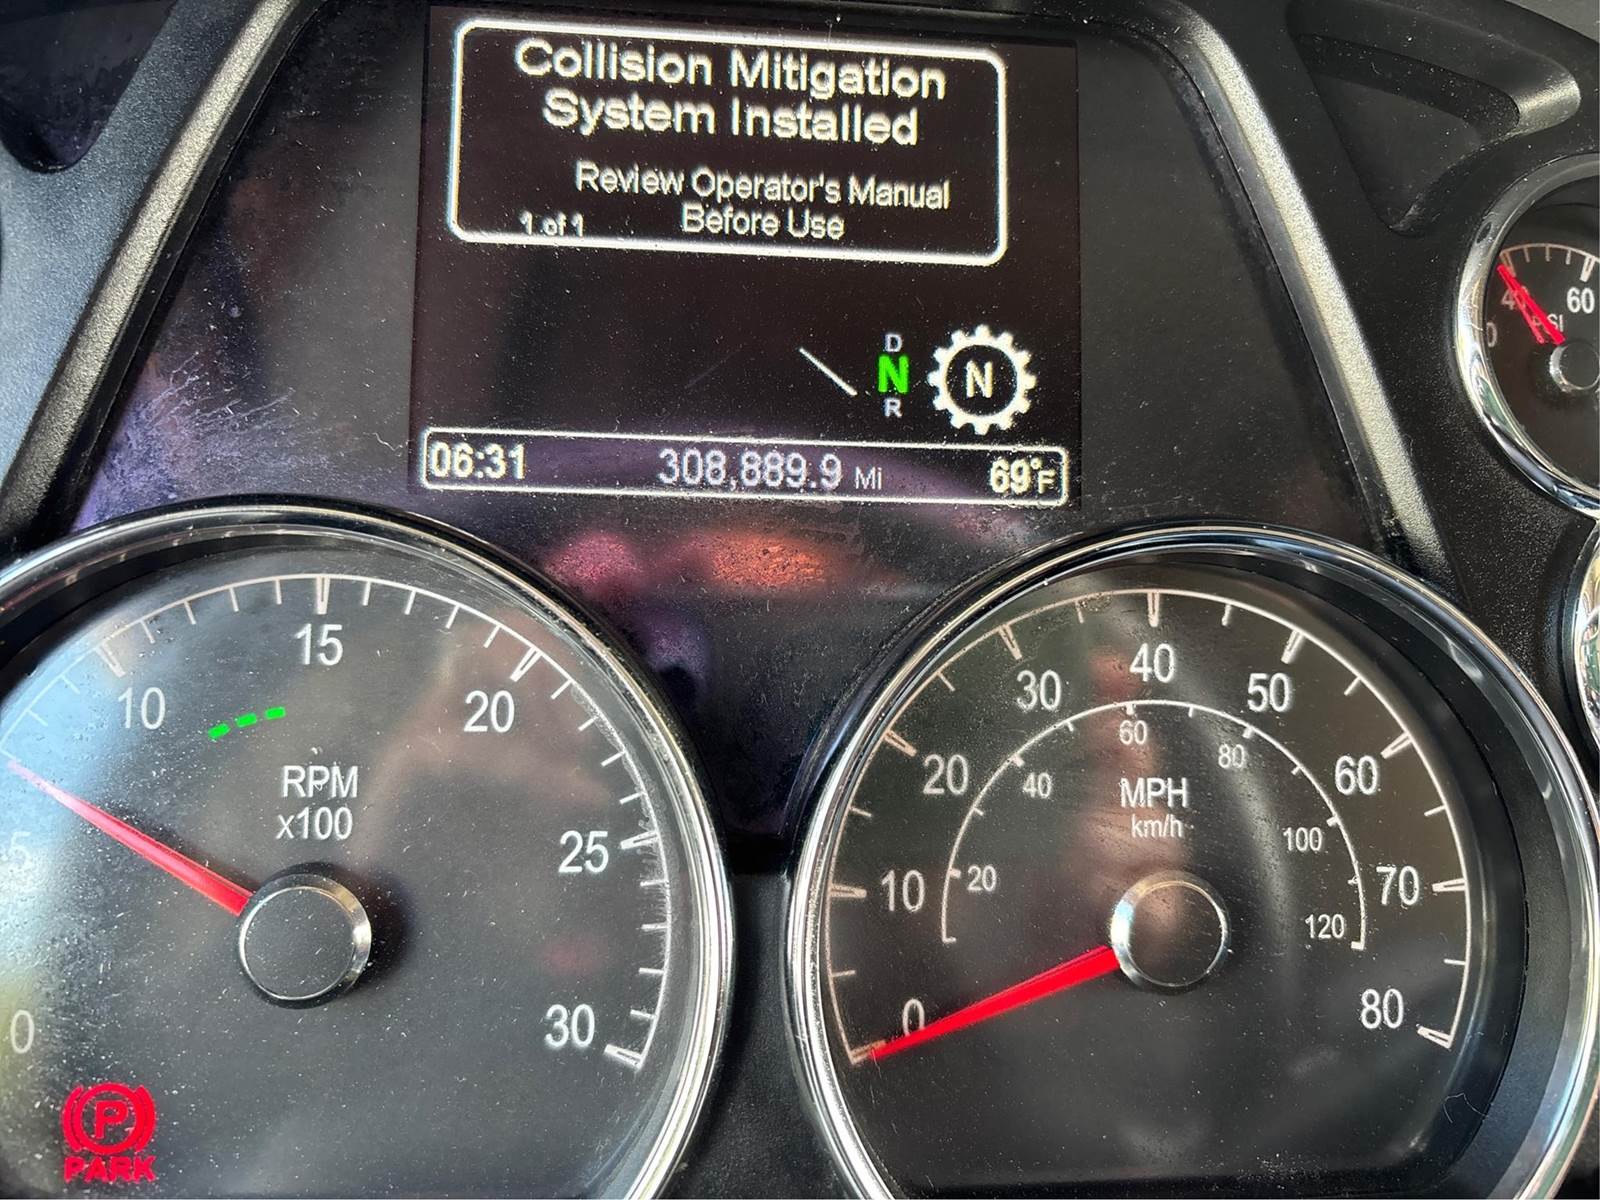 Collision Mitigation
System Installed
Review Operator's Manual
1 of 1 Before Use
D
N
R
N
06:31 308,889.9 Mi 69°F
0
5
10
15
20
25
30
RPM
x100
PARK
P
0
10
20
30
40
50
60
70
80
20
40
60
80
100
120
MPH
km/h
60